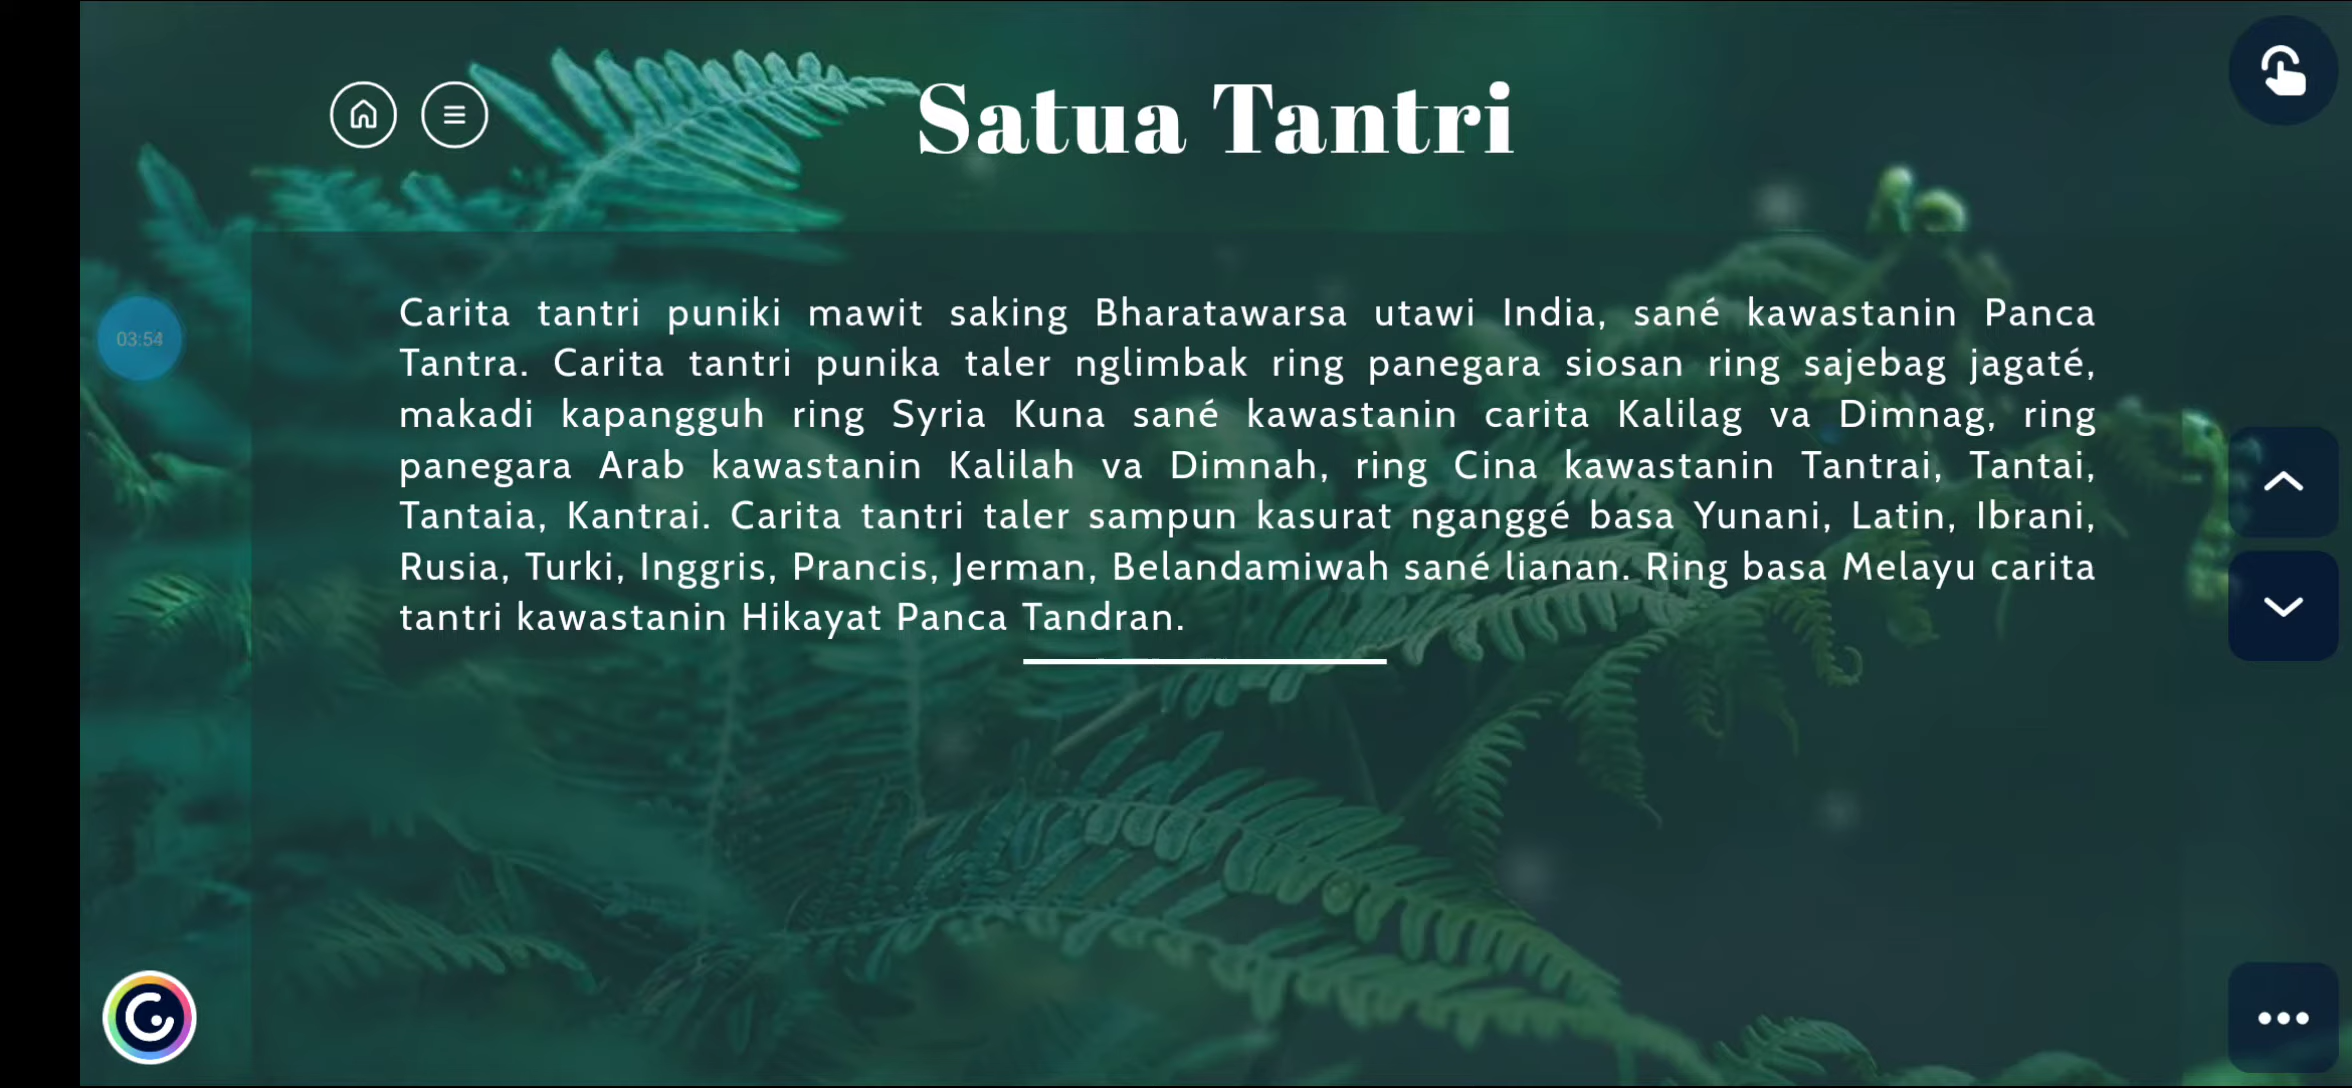 Satua Tantri
03:54
Carita tantri puniki mawit saking Bharatawarsa utawi India, sané kawastanin Panca
Tantra. Carita tantri punika taler nglimbak ring panegara siosan ring sajebag jagaté,
makadi kapangguh ring Syria Kuna sané kawastanin carita Kalilag va Dimnag, ring
panegara Arab kawastanin Kalilah va Dimnah, ring Cina kawastanin Tantrai, Tantai,
Tantaia, Kantrai. Carita tantri taler sampun kasurat nganggé basa Yunani, Latin, Ibrani,
Rusia, Turki, Inggris, Prancis, Jerman, Belandamiwah sané lianan. Ring basa Melayu carita
tantri kawastanin Hikayat Panca Tandran.